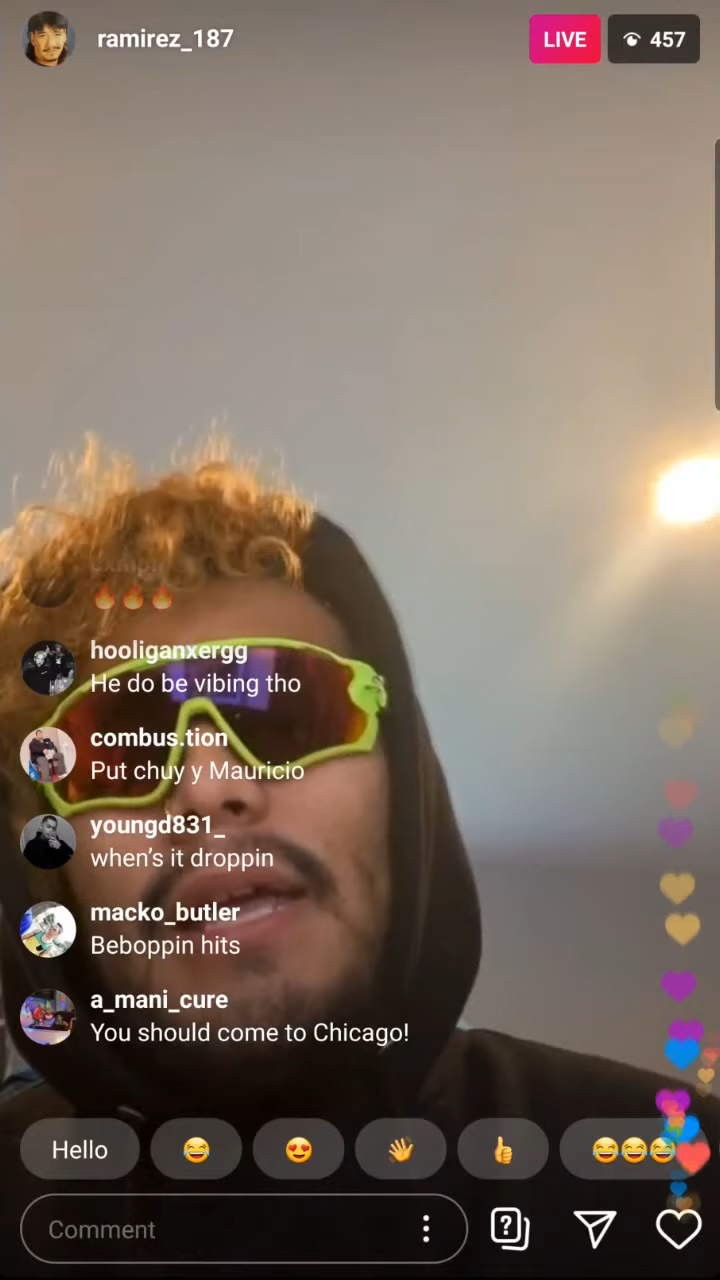 ramirez_187
LIVE
457
🔥🔥🔥
hooliganxergg
He do be vibing tho
combus.tion
Put chuy y Mauricio
youngd831_
when's it droppin
macko_butler
Beboppin hits
a_mani_cure
You should come to Chicago!
Hello 😂 😍 👋 👍 😂😂😂
Comment